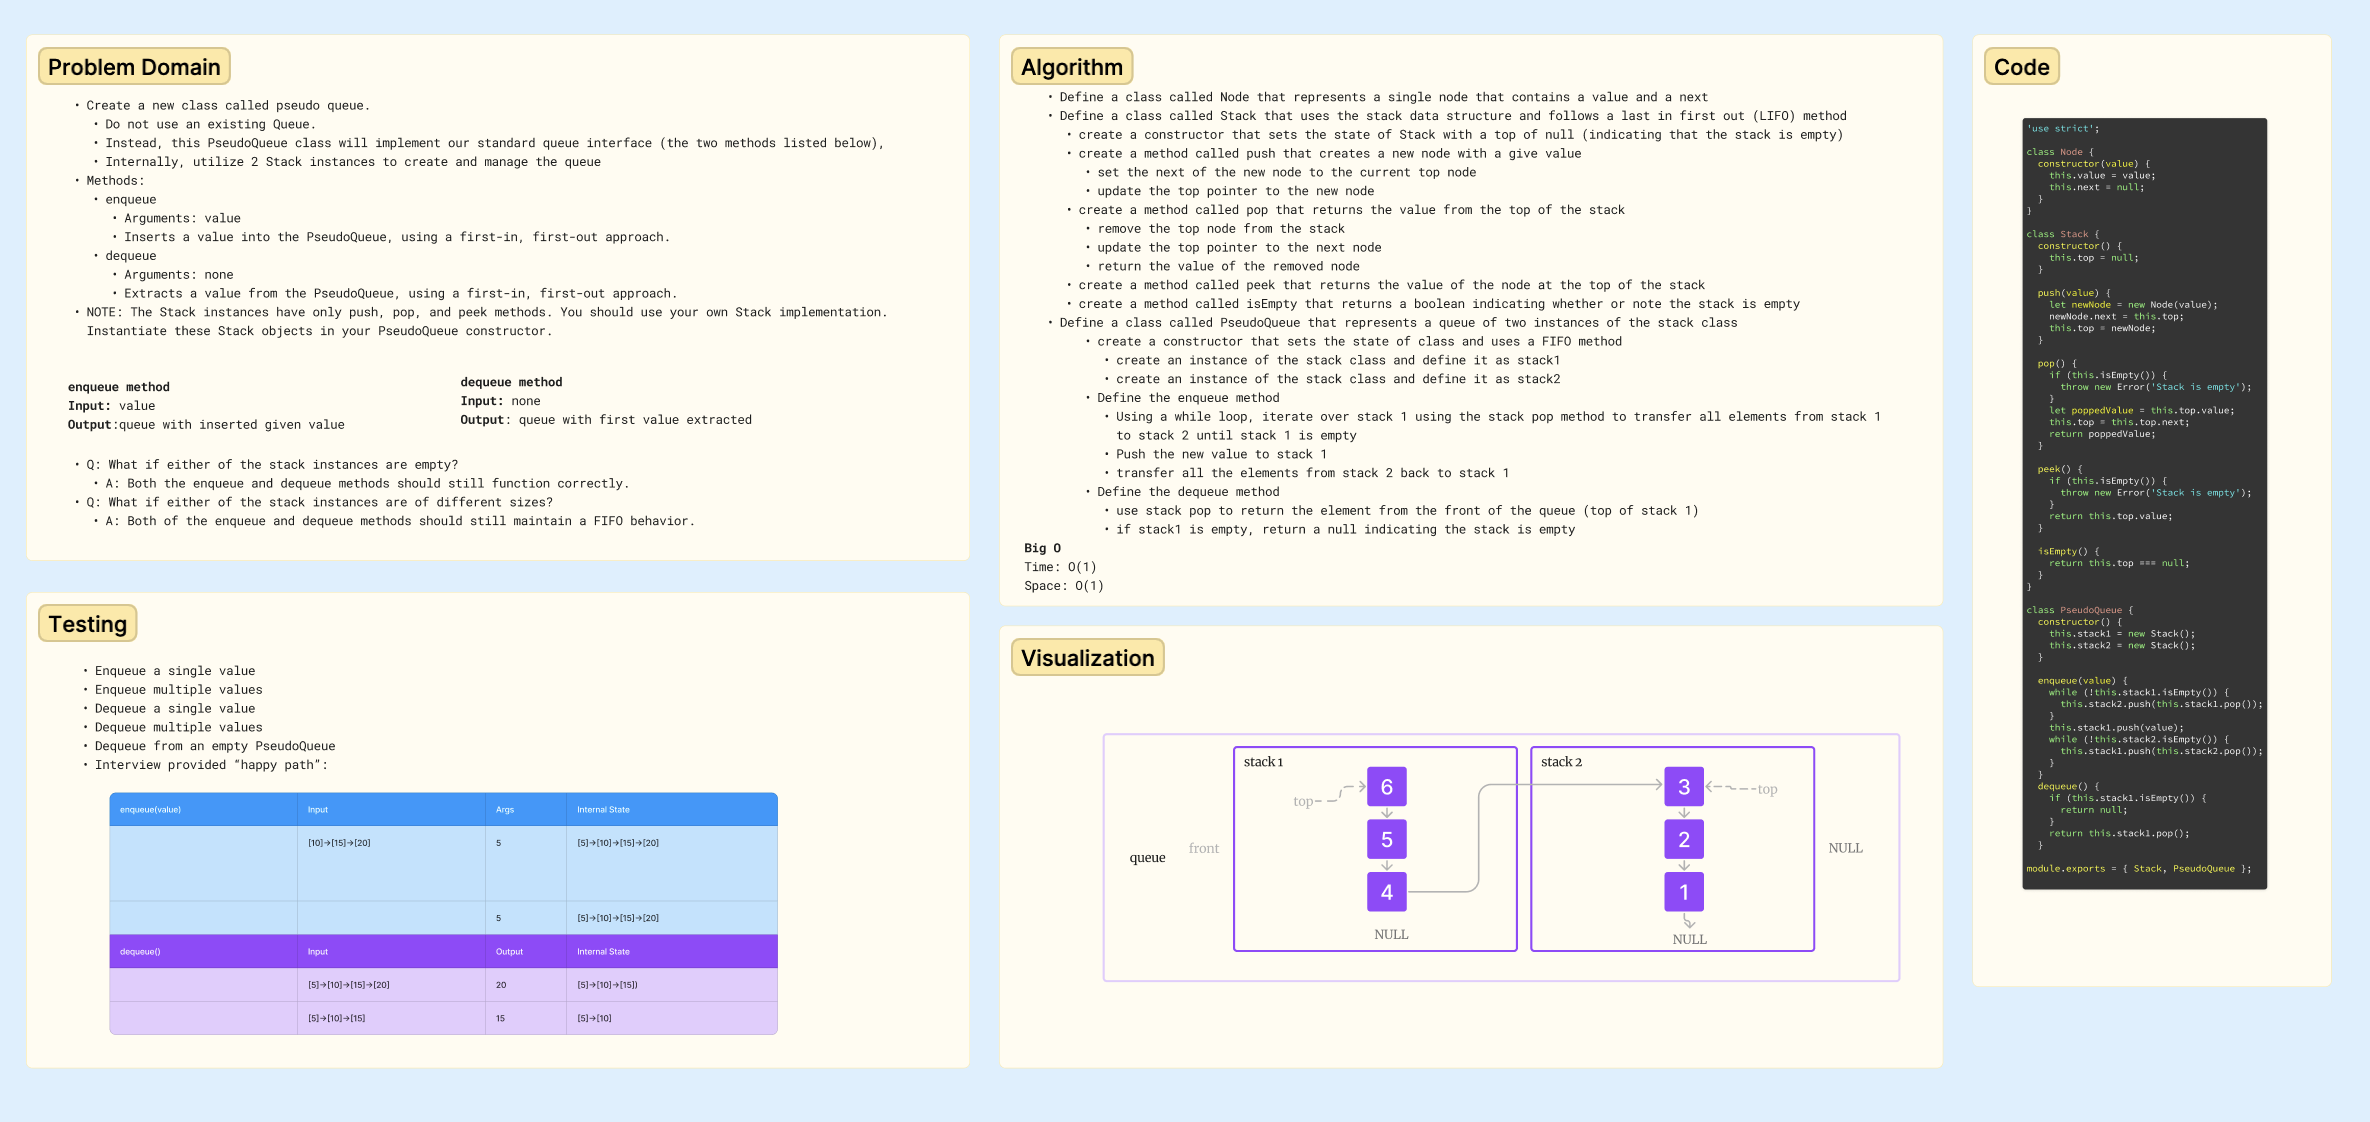 Problem Domain
• Create a new class called pseudo queue.
• Do not use an existing Queue.
• Instead, this PseudoQueue class will implement our standard queue interface (the two methods listed below),
• Internally, utilize 2 Stack instances to create and manage the queue
• Methods:
• enqueue
• Arguments: value
• Inserts a value into the PseudoQueue, using a first-in, first-out approach.
• dequeue
• Arguments: none
• Extracts a value from the PseudoQueue, using a first-in, first-out approach.
• NOTE: The Stack instances have only push, pop, and peek methods. You should use your own Stack implementation.
Instantiate these Stack objects in your PseudoQueue constructor.
enqueue method
Input: value
Output:queue with inserted given value
dequeue method
Input: none
Output: queue with first value extracted
• Q: What if either of the stack instances are empty?
• A: Both the enqueue and dequeue methods should still function correctly.
• Q: What if either of the stack instances are of different sizes?
• A: Both of the enqueue and dequeue methods should still maintain a FIFO behavior.
Testing
• Enqueue a single value
• Enqueue multiple values
• Dequeue a single value
• Dequeue multiple values
• Dequeue from an empty PseudoQueue
• Interview provided “happy path”:
enqueue(value) Input Args Internal State
[10]->[15]->[20] 5 [5]->[10]->[15]->[20]
5 [5]->[10]->[15]->[20]
dequeue() Input Output Internal State
[5]->[10]->[15]->[20] 20 [5]->[10]->[15])
[5]->[10]->[15] 15 [5]->[10]
Algorithm
• Define a class called Node that represents a single node that contains a value and a next
• Define a class called Stack that uses the stack data structure and follows a last in first out (LIFO) method
• create a constructor that sets the state of Stack with a top of null (indicating that the stack is empty)
• create a method called push that creates a new node with a give value
• set the next of the new node to the current top node
• update the top pointer to the new node
• create a method called pop that returns the value from the top of the stack
• remove the top node from the stack
• update the top pointer to the next node
• return the value of the removed node
• create a method called peek that returns the value of the node at the top of the stack
• create a method called isEmpty that returns a boolean indicating whether or note the stack is empty
• Define a class called PseudoQueue that represents a queue of two instances of the stack class
• create a constructor that sets the state of class and uses a FIFO method
• create an instance of the stack class and define it as stack1
• create an instance of the stack class and define it as stack2
• Define the enqueue method
• Using a while loop, iterate over stack 1 using the stack pop method to transfer all elements from stack 1
to stack 2 until stack 1 is empty
• Push the new value to stack 1
• transfer all the elements from stack 2 back to stack 1
• Define the dequeue method
• use stack pop to return the element from the front of the queue (top of stack 1)
• if stack1 is empty, return a null indicating the stack is empty
Big O
Time: O(1)
Space: O(1)
Visualization
queue
front
stack 1
top
6
5
4
NULL
stack 2
3
top
2
1
NULL
NULL
Code
'use strict';
class Node {
constructor(value) {
this.value = value;
this.next = null;
}
}
class Stack {
constructor() {
this.top = null;
}
push(value) {
let newNode = new Node(value);
newNode.next = this.top;
this.top = newNode;
}
pop() {
if (this.isEmpty()) {
throw new Error('Stack is empty');
}
let poppedValue = this.top.value;
this.top = this.top.next;
return poppedValue;
}
peek() {
if (this.isEmpty()) {
throw new Error('Stack is empty');
}
return this.top.value;
}
isEmpty() {
return this.top === null;
}
}
class PseudoQueue {
constructor() {
this.stack1 = new Stack();
this.stack2 = new Stack();
}
enqueue(value) {
while (!this.stack1.isEmpty()) {
this.stack2.push(this.stack1.pop());
}
this.stack1.push(value);
while (!this.stack2.isEmpty()) {
this.stack1.push(this.stack2.pop());
}
}
dequeue() {
if (this.stack1.isEmpty()) {
return null;
}
return this.stack1.pop();
}
module.exports = { Stack, PseudoQueue };